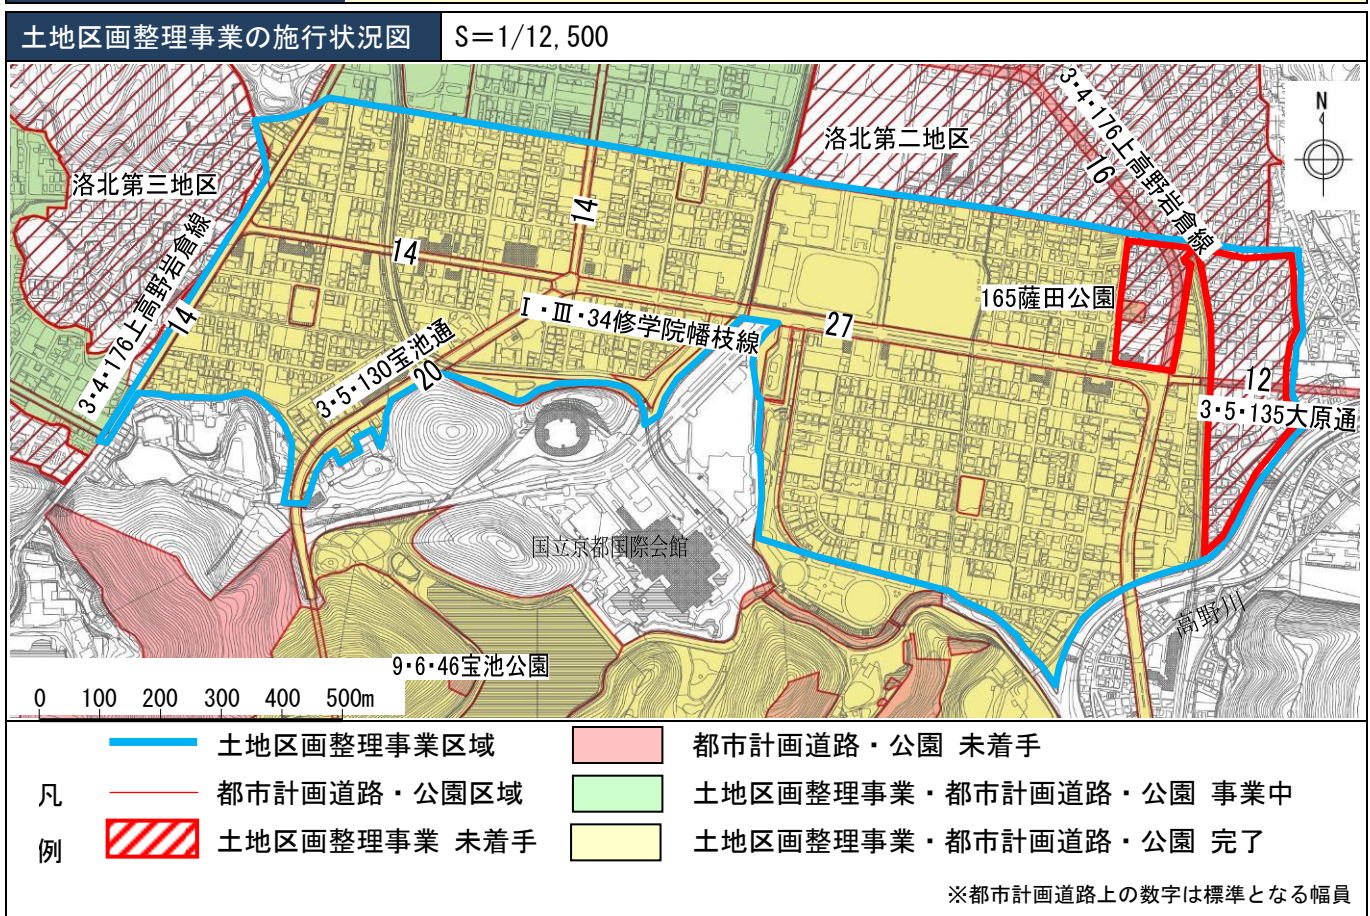 土地区画整理事業の施行状況図
S=1/12,500
N
3・4・176上高野岩倉線
16
洛北第二地区
洛北第三地区
3・4・176上高野岩倉線
14
14
14
165薩田公園
Ⅰ・Ⅲ・34修学院幡枝線
27
3・5・130宝池通
20
12
3・5・135大原通
国立京都国際会館
高野川
9・6・46宝池公園
0 100 200 300 400 500m
凡例
土地区画整理事業区域
都市計画道路・公園区域
土地区画整理事業 未着手
都市計画道路・公園 未着手
土地区画整理事業・都市計画道路・公園 事業中
土地区画整理事業・都市計画道路・公園 完了
※都市計画道路上の数字は標準となる幅員